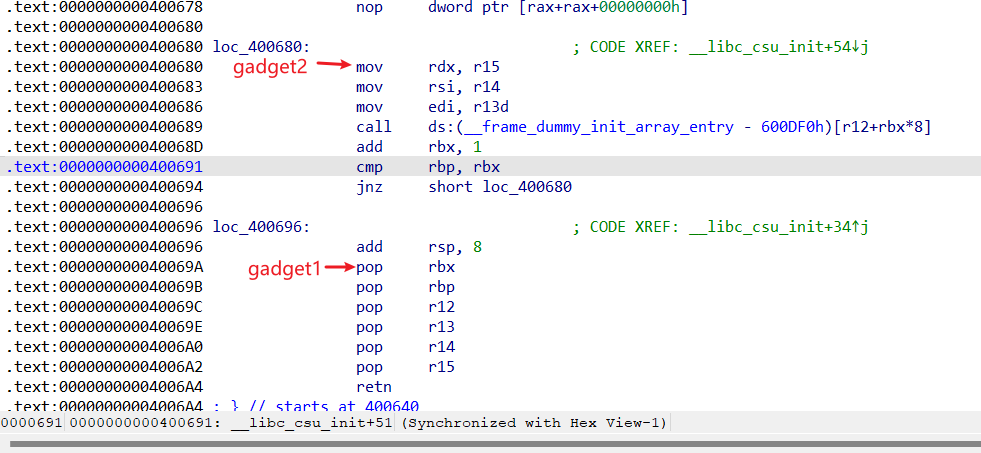 .text:0000000000400678 nop dword ptr [rax+rax+00000000h]
.text:0000000000400680
.text:0000000000400680 loc_400680: ; CODE XREF: __libc_csu_init+54↓j
gadget2 .text:0000000000400680 mov rdx, r15
.text:0000000000400683 mov rsi, r14
.text:0000000000400686 mov edi, r13d
.text:0000000000400689 call ds:(__frame_dummy_init_array_entry - 600DF0h)[r12+rbx*8]
.text:000000000040068D add rbx, 1
.text:0000000000400691 cmp rbp, rbx
.text:0000000000400694 jnz short loc_400680
.text:0000000000400696
.text:0000000000400696 loc_400696: ; CODE XREF: __libc_csu_init+34↑j
.text:0000000000400696 add rsp, 8
gadget1 .text:000000000040069A pop rbx
.text:000000000040069B pop rbp
.text:000000000040069C pop r12
.text:000000000040069E pop r13
.text:00000000004006A0 pop r14
.text:00000000004006A2 pop r15
.text:00000000004006A4 retn
.text:00000000004006A4 ; } // starts at 400640
0000691 0000000000400691: __libc_csu_init+51 (Synchronized with Hex View-1)